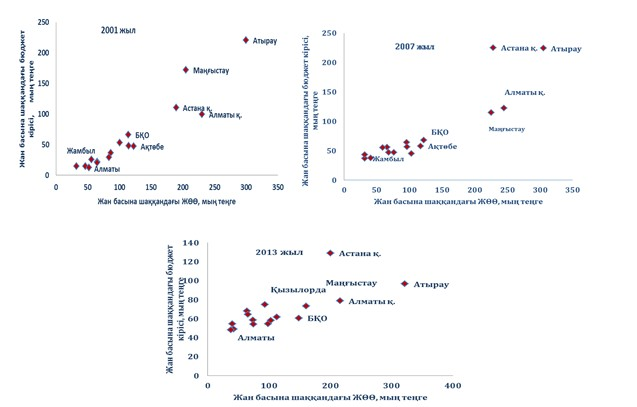 2001 жыл
Жан басына шаққандағы бюджет
кірісі, мың теңге
250
200
150
100
50
0
Атырау
Маңғыстау
Астана қ.
Алматы қ.
БҚО
Ақтөбе
Жамбыл
Алматы
0 50 100 150 200 250 300 350
Жан басына шаққандағы ЖӨӨ, мың теңге
2007 жыл
Жан басына шаққандағы бюджет кірісі,
мың теңге
250
200
150
100
50
0
Астана қ.
Атырау
Алматы қ.
Маңғыстау
БҚО
Ақтөбе
Жамбыл
0 50 100 150 200 250 300 350
Жан басына шаққандағы ЖӨӨ, мың теңге
2013 жыл
Жан басына шаққандағы бюджет
кірісі, мың теңге
140
120
100
80
60
40
20
0
Астана қ.
Маңғыстау
Атырау
Қызылорда
Алматы қ.
БҚО
Алматы
0 100 200 300 400
Жан басына шаққандағы ЖӨӨ, мың теңге